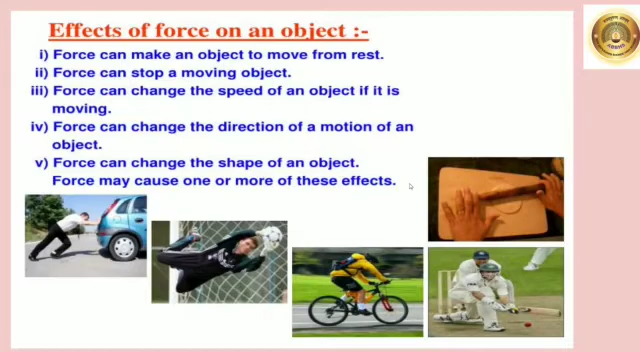 Effects of force on an object :-
i) Force can make an object to move from rest.
ii) Force can stop a moving object.
iii) Force can change the speed of an object if it is
moving.
iv) Force can change the direction of a motion of an
object.
v) Force can change the shape of an object.
Force may cause one or more of these effects.